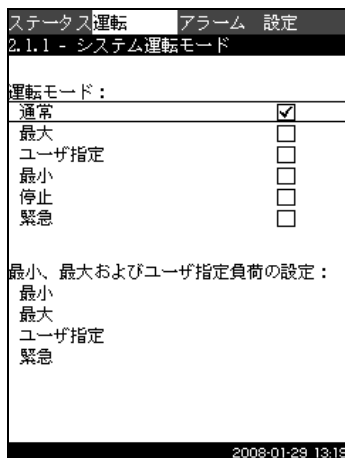 ステータス 運転 アラーム 設定
2.1.1 - システム運転モード
運転モード：
通常
最大
ユーザ指定
最小
停止
緊急
最小、最大およびユーザ指定負荷の設定：
最小
最大
ユーザ指定
緊急
2008-01-29 13:19